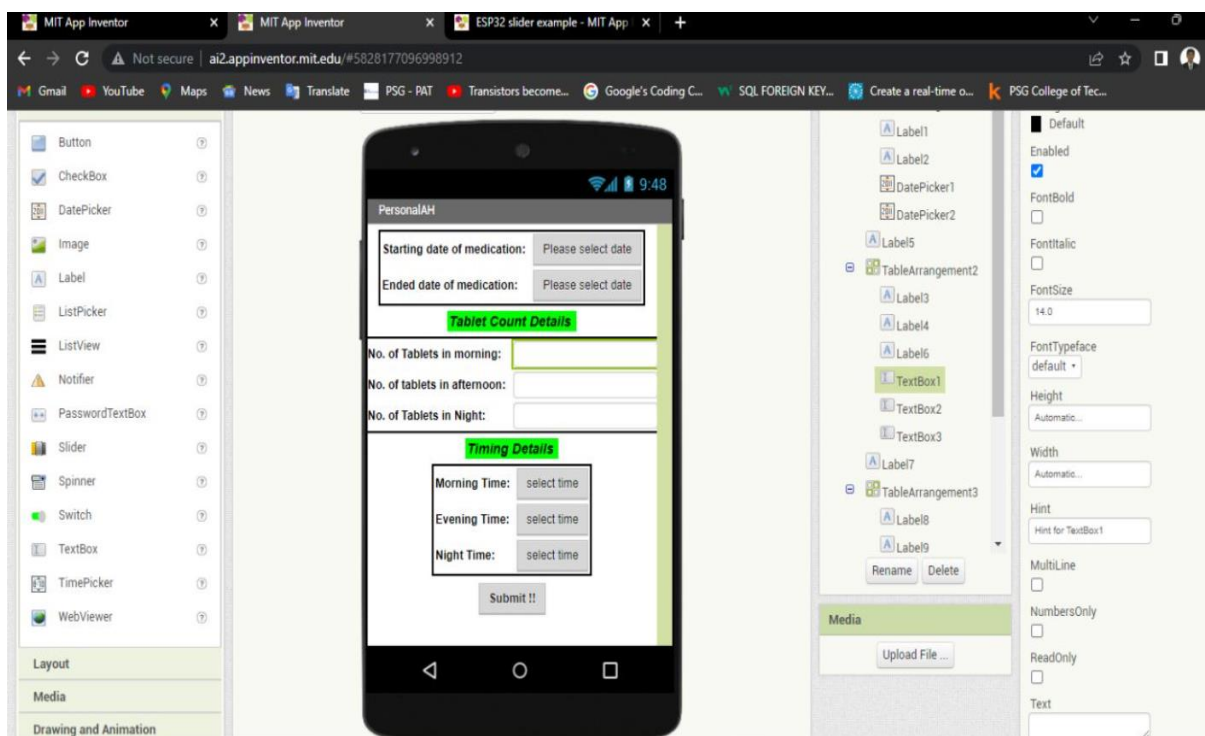 MIT App Inventor
MIT App Inventor
ESP32 slider example - MIT App I
Not secure | ai2.appinventor.mit.edu/#5828177096998912
Gmail YouTube Maps News Translate PSG - PAT Transistors become... Google's Coding C... SQL FOREIGN KEY... Create a real-time o... PSG College of Tec...
Button
CheckBox
DatePicker
Image
Label
ListPicker
ListView
Notifier
PasswordTextBox
Slider
Spinner
Switch
TextBox
TimePicker
WebViewer
Layout
Media
Drawing and Animation
9:48
PersonalAH
Starting date of medication: Please select date
Ended date of medication: Please select date
Tablet Count Details
No. of Tablets in morning:
No. of tablets in afternoon:
No. of Tablets in Night:
Timing Details
Morning Time: select time
Evening Time: select time
Night Time: select time
Submit !!
Label1
Label2
DatePicker1
DatePicker2
Label5
TableArrangement2
Label3
Label4
Label6
TextBox1
TextBox2
TextBox3
Label7
TableArrangement3
Label8
Label9
Rename Delete
Media
Upload File ...
Default
Enabled
FontBold
FontItalic
FontSize
14.0
FontTypeface
default
Height
Automatic...
Width
Automatic...
Hint
Hint for TextBox1
MultiLine
NumbersOnly
ReadOnly
Text